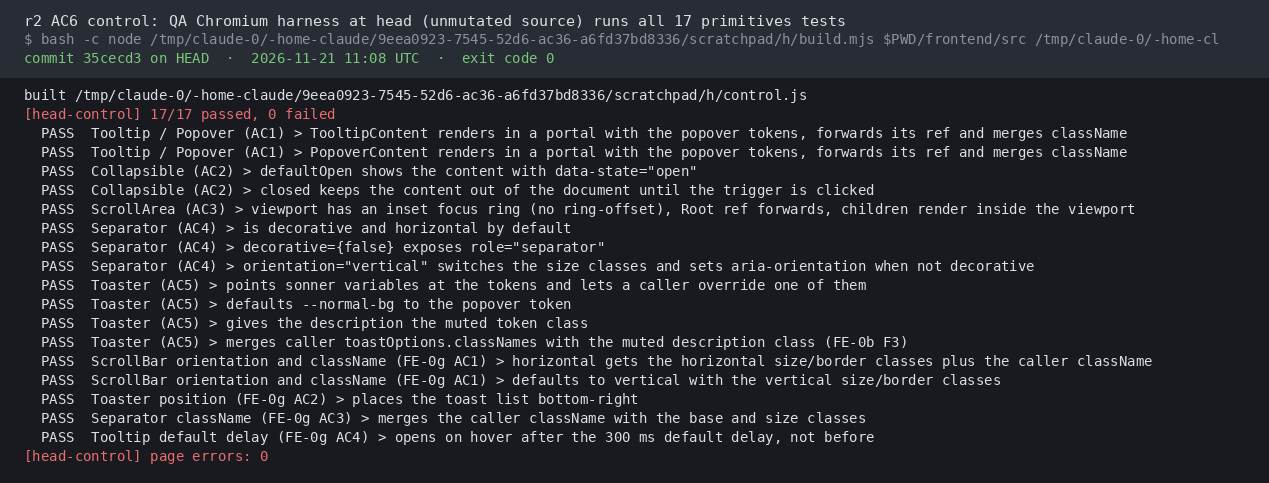 r2 AC6 control: QA Chromium harness at head (unmutated source) runs all 17 primitives tests
$ bash -c node /tmp/claude-0/-home-claude/9eea0923-7545-52d6-ac36-a6fd37bd8336/scratchpad/h/build.mjs $PWD/frontend/src /tmp/claude-0/-home-cl
commit 35cecd3 on HEAD · 2026-11-21 11:08 UTC · exit code 0
built /tmp/claude-0/-home-claude/9eea0923-7545-52d6-ac36-a6fd37bd8336/scratchpad/h/control.js
[head-control] 17/17 passed, 0 failed
PASS Tooltip / Popover (AC1) > TooltipContent renders in a portal with the popover tokens, forwards its ref and merges className
PASS Tooltip / Popover (AC1) > PopoverContent renders in a portal with the popover tokens, forwards its ref and merges className
PASS Collapsible (AC2) > defaultOpen shows the content with data-state="open"
PASS Collapsible (AC2) > closed keeps the content out of the document until the trigger is clicked
PASS ScrollArea (AC3) > viewport has an inset focus ring (no ring-offset), Root ref forwards, children render inside the viewport
PASS Separator (AC4) > is decorative and horizontal by default
PASS Separator (AC4) > decorative={false} exposes role="separator"
PASS Separator (AC4) > orientation="vertical" switches the size classes and sets aria-orientation when not decorative
PASS Toaster (AC5) > points sonner variables at the tokens and lets a caller override one of them
PASS Toaster (AC5) > defaults --normal-bg to the popover token
PASS Toaster (AC5) > gives the description the muted token class
PASS Toaster (AC5) > merges caller toastOptions.classNames with the muted description class (FE-0b F3)
PASS ScrollBar orientation and className (FE-0g AC1) > horizontal gets the horizontal size/border classes plus the caller className
PASS ScrollBar orientation and className (FE-0g AC1) > defaults to vertical with the vertical size/border classes
PASS Toaster position (FE-0g AC2) > places the toast list bottom-right
PASS Separator className (FE-0g AC3) > merges the caller className with the base and size classes
PASS Tooltip default delay (FE-0g AC4) > opens on hover after the 300 ms default delay, not before
[head-control] page errors: 0